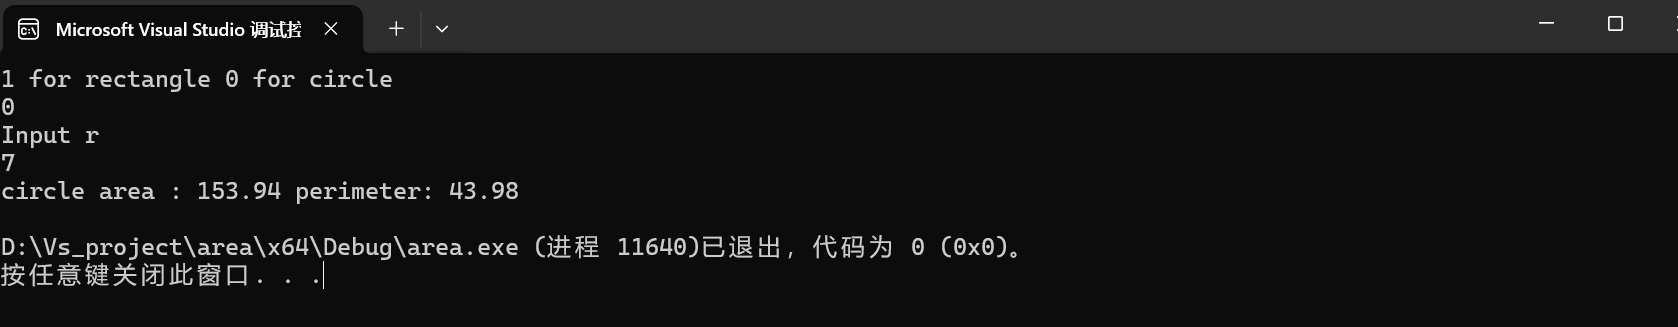 Microsoft Visual Studio 调试控
1 for rectangle 0 for circle
0
Input r
7
circle area : 153.94 perimeter: 43.98
D:\Vs_project\area\x64\Debug\area.exe (进程 11640)已退出，代码为 0 (0x0)。
按任意键关闭此窗口. . .